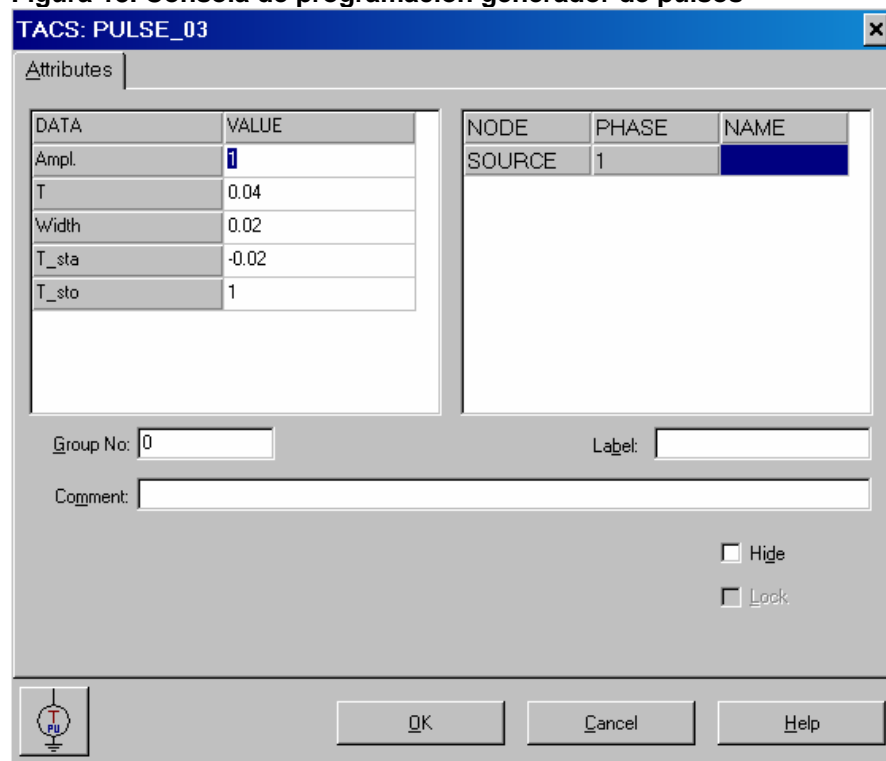 Figura 10. Consola de programación generador de pulsos
TACS: PULSE_03
Attributes
DATA VALUE
Ampl. 1
T 0.04
Width 0.02
T_sta -0.02
T_sto 1
NODE PHASE NAME
SOURCE 1
Group No: 0
Label:
Comment:
Hide
Lock
T
PU
OK
Cancel
Help